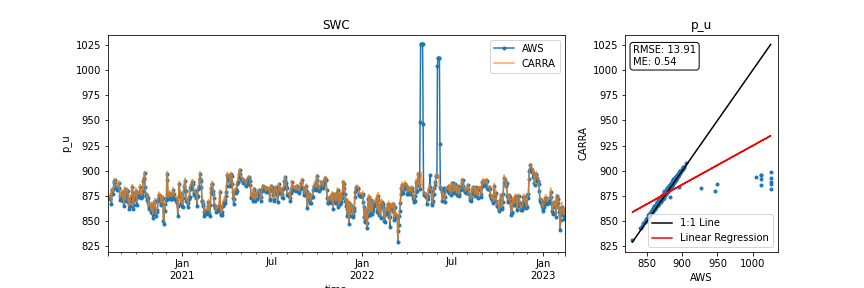 SWC
p_u
1025
1000
975
950
925
900
875
850
825
AWS
CARRA
Jan
2021
Jul
Jan
2022
Jul
Jan
2023
time
p_u
CARRA
1025
1000
975
950
925
900
875
850
825
RMSE: 13.91
ME: 0.54
1:1 Line
Linear Regression
850
900
950
1000
AWS